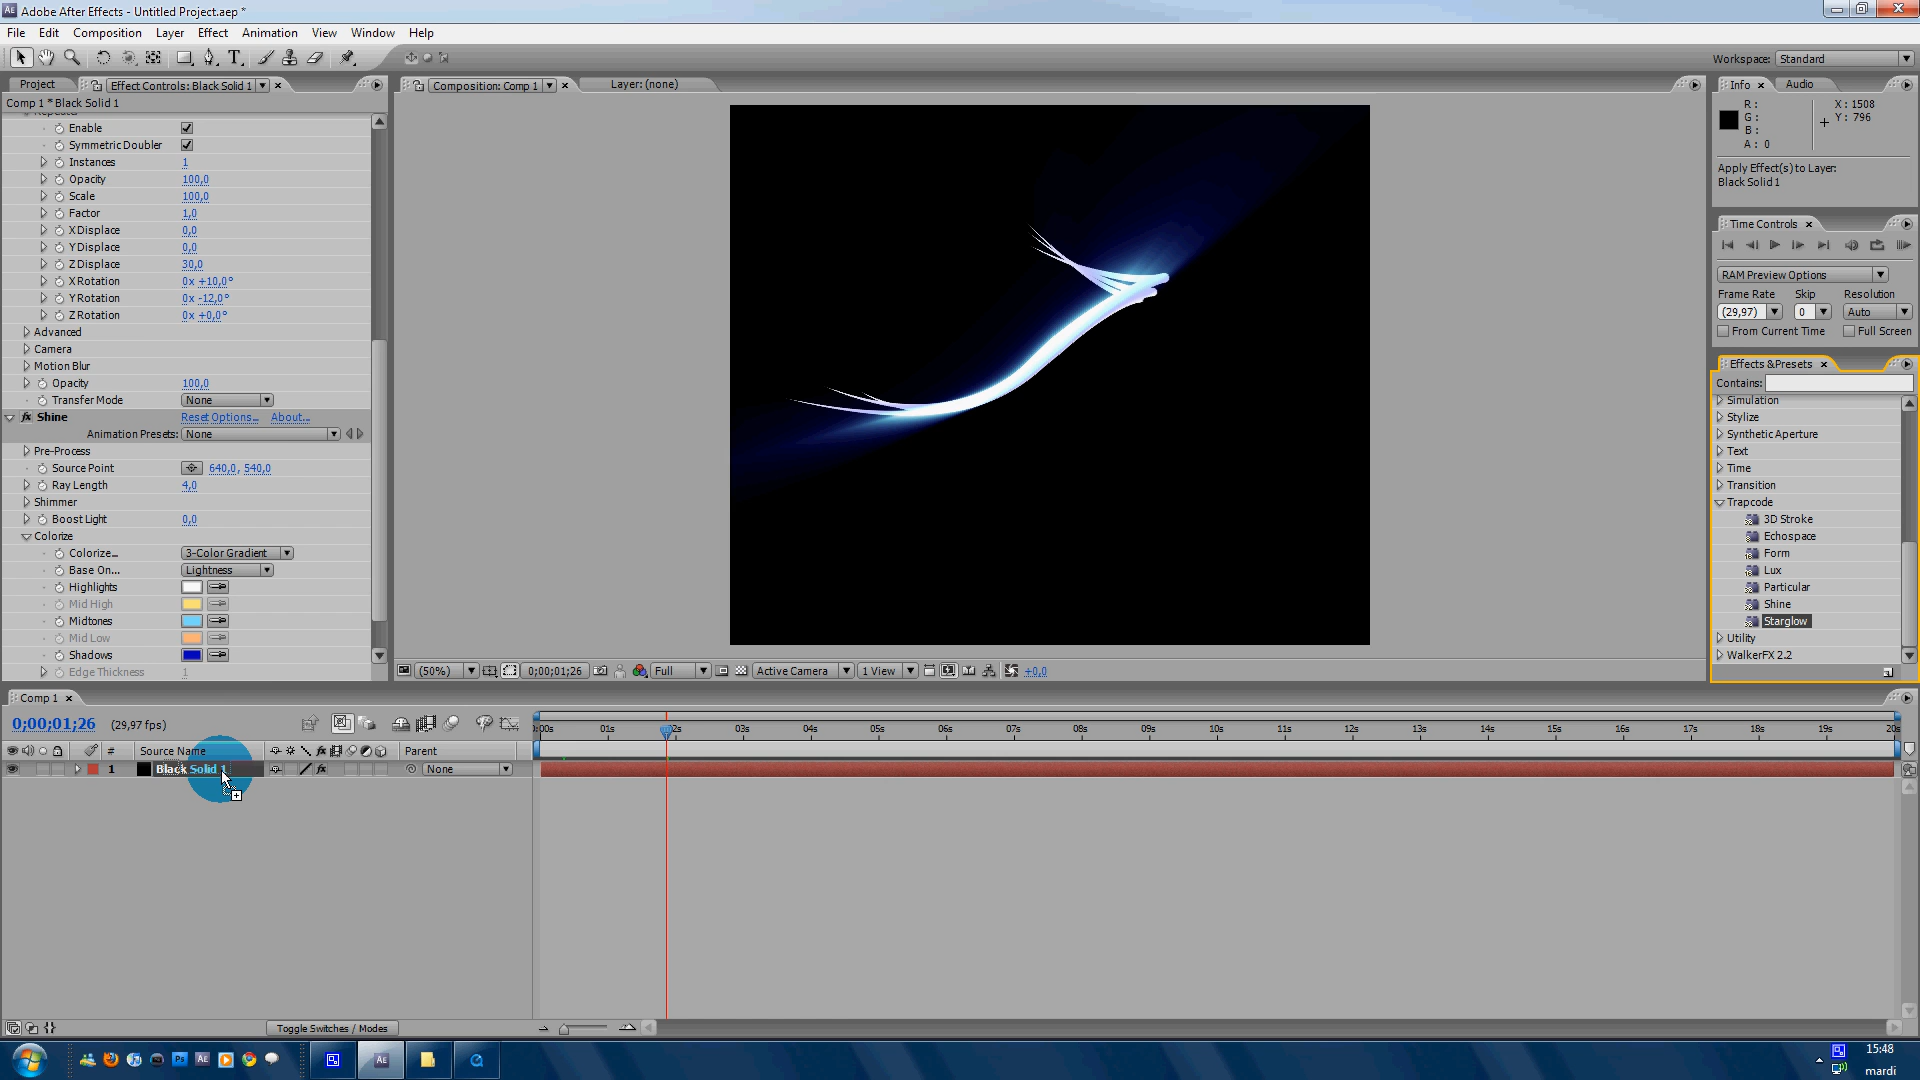 Adobe After Effects - Untitled Project.aep *
File Edit Composition Layer Effect Animation View Window Help
Workspace: Standard
Project
Effect Controls: Black Solid 1
Comp 1 * Black Solid 1
Enable
Symmetric Doubler
Instances 1
Opacity 100,0
Scale 100,0
Factor 1,0
X Displace 0,0
Y Displace 0,0
Z Displace 30,0
X Rotation 0x +10,0°
Y Rotation 0x -12,0°
Z Rotation 0x +0,0°
Advanced
Camera
Motion Blur
Opacity 100,0
Transfer Mode None
Shine Reset Options... About...
Animation Presets: None
Pre-Process
Source Point 640,0, 540,0
Ray Length 4,0
Shimmer
Boost Light 0,0
Colorize
Colorize... 3-Color Gradient
Base On... Lightness
Highlights
Mid High
Midtones
Mid Low
Shadows
Edge Thickness 1
Composition: Comp 1
Layer: (none)
(50%) 0;00;01;26 Full Active Camera 1 View +0,0
Info Audio
R :
G :
B :
A : 0
X : 1508
Y : 796
Apply Effect(s) to Layer:
Black Solid 1
Time Controls
RAM Preview Options
Frame Rate Skip Resolution
(29,97) 0 Auto
From Current Time Full Screen
Effects & Presets
Contains:
Simulation
Stylize
Synthetic Aperture
Text
Time
Transition
Trapcode
3D Stroke
Echospace
Form
Lux
Particular
Shine
Starglow
Utility
WalkerFX 2.2
Comp 1
0;00;01;26 (29,97 fps)
:00s 01s 02s 03s 04s 05s 06s 07s 08s 09s 10s 11s 12s 13s 14s 15s 16s 17s 18s 19s 20s
# Source Name Parent
1 Black Solid 1 None
Toggle Switches / Modes
15:48
mardi